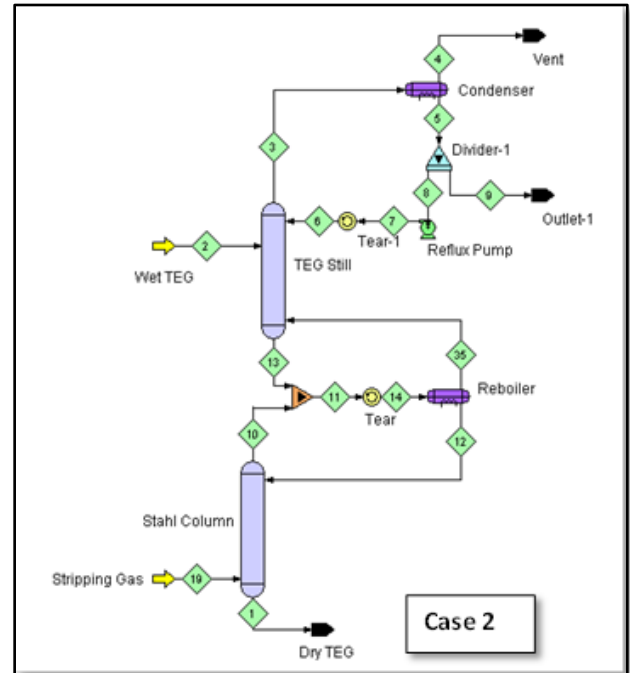 4
Vent
Condenser
5
3
Divider-1
8
9
6
7
Outlet-1
2
Tear-1
Reflux Pump
Wet TEG
TEG Still
13
35
Reboiler
11
14
10
Tear
12
Stahl Column
Stripping Gas
19
1
Case 2
Dry TEG